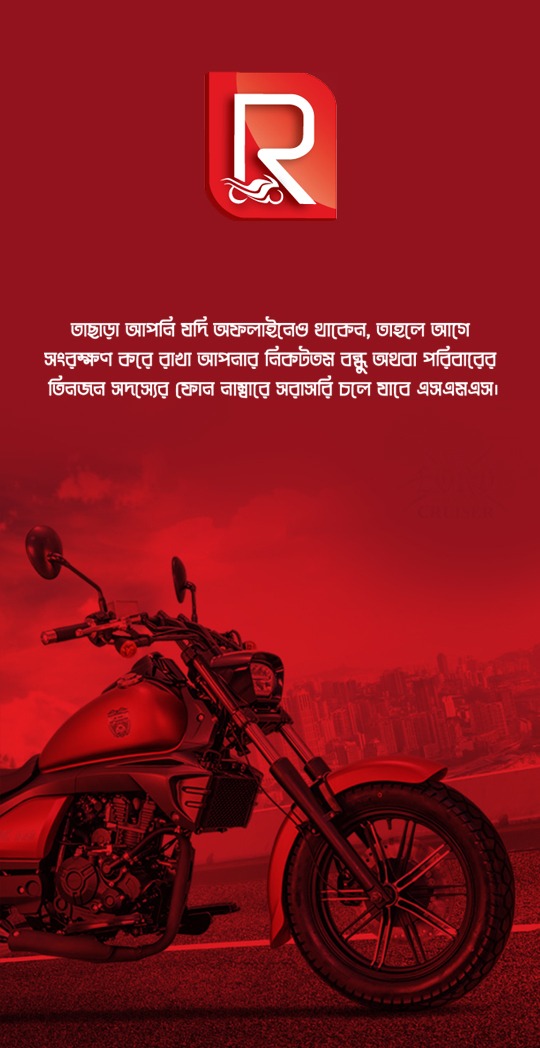 R
তাছাড়া আপনি যদি অফলাইনেও থাকেন, তাহলে আগে
সংরক্ষণ করে রাখা আপনার নিকটতম বন্ধু অথবা পরিবারের
তিনজন সদস্যের ফোন নাম্বারে সরাসরি চলে যাবে এসএমএস।